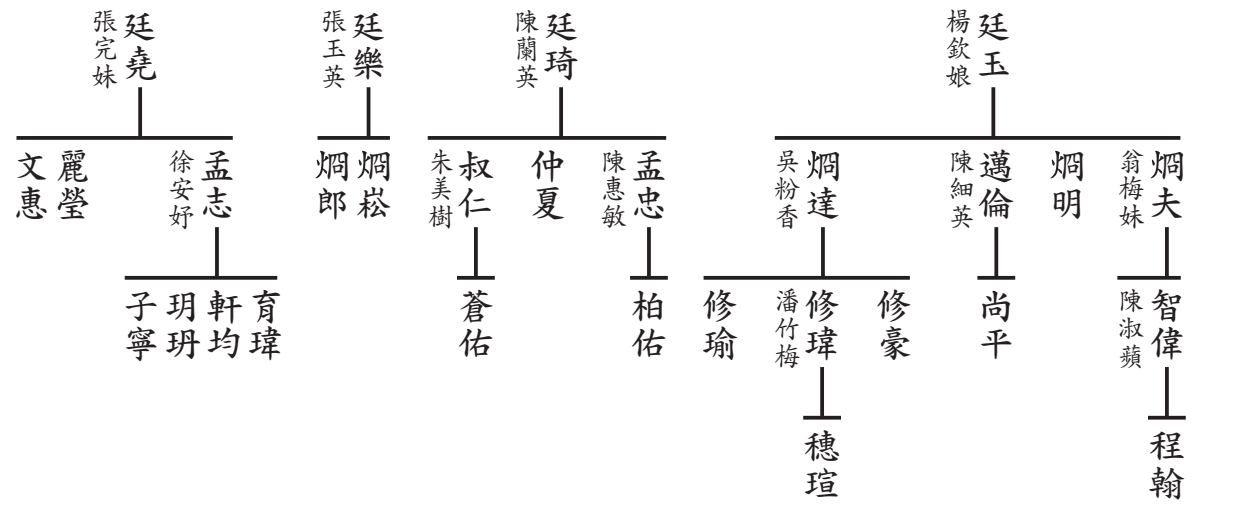 廷玉
楊欽娘
廷琦
陳蘭英
廷樂
張玉英
廷堯
張完妹
烱夫
翁梅妹
烱明
邁倫
陳細英
烱達
吳粉香
孟忠
陳惠敏
仲夏
叔仁
朱美樹
烱崧
烱郎
孟志
徐安妤
麗瑩
文惠
智偉
陳淑蘋
尚平
修豪
修瑋
潘竹梅
修瑜
柏佑
蒼佑
育瑋
軒均
玥玬
子寧
程翰
穗瑄